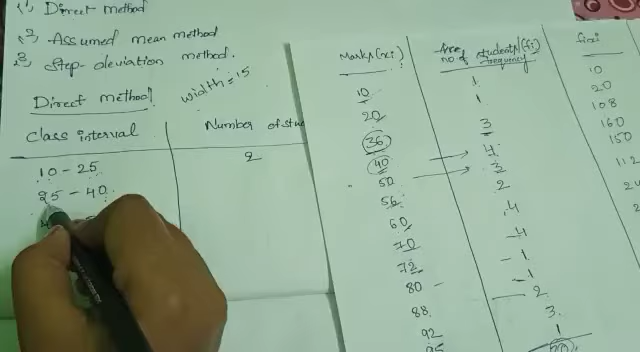 (1) Direct method
(2) Assumed mean method
(3) Step-deviation method.
Direct method
width = 15
Class interval Number of stu
10 - 25 2
25 - 40
Marks (xi) no. of students (fi) fixi
frequency
10 1 10
20 1 20
36 3 108
40 4 160
50 3 150
56 2 112
60 4 24
70 4
72 1
80 1
88 2
92 3
95 1